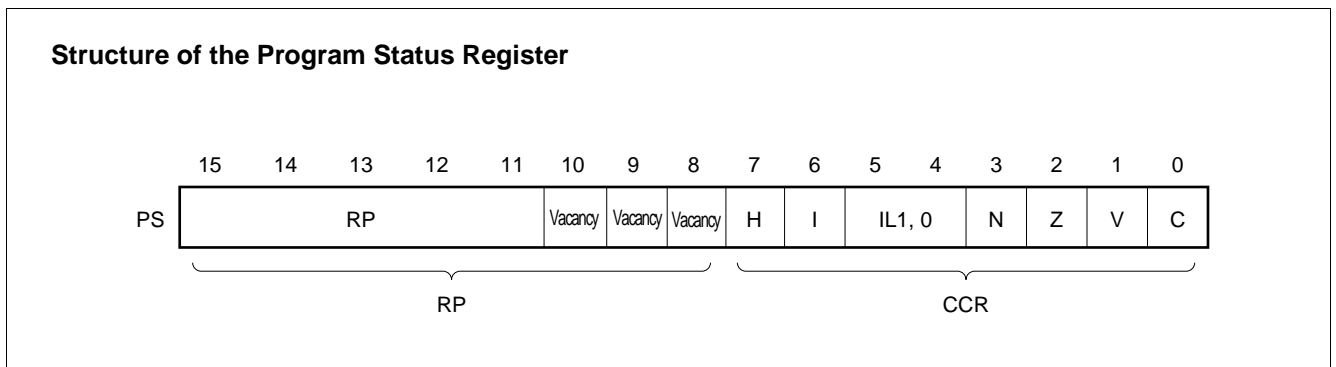 Structure of the Program Status Register
15 14 13 12 11 10 9 8 7 6 5 4 3 2 1 0
PS RP Vacancy Vacancy Vacancy H I IL1, 0 N Z V C
RP CCR